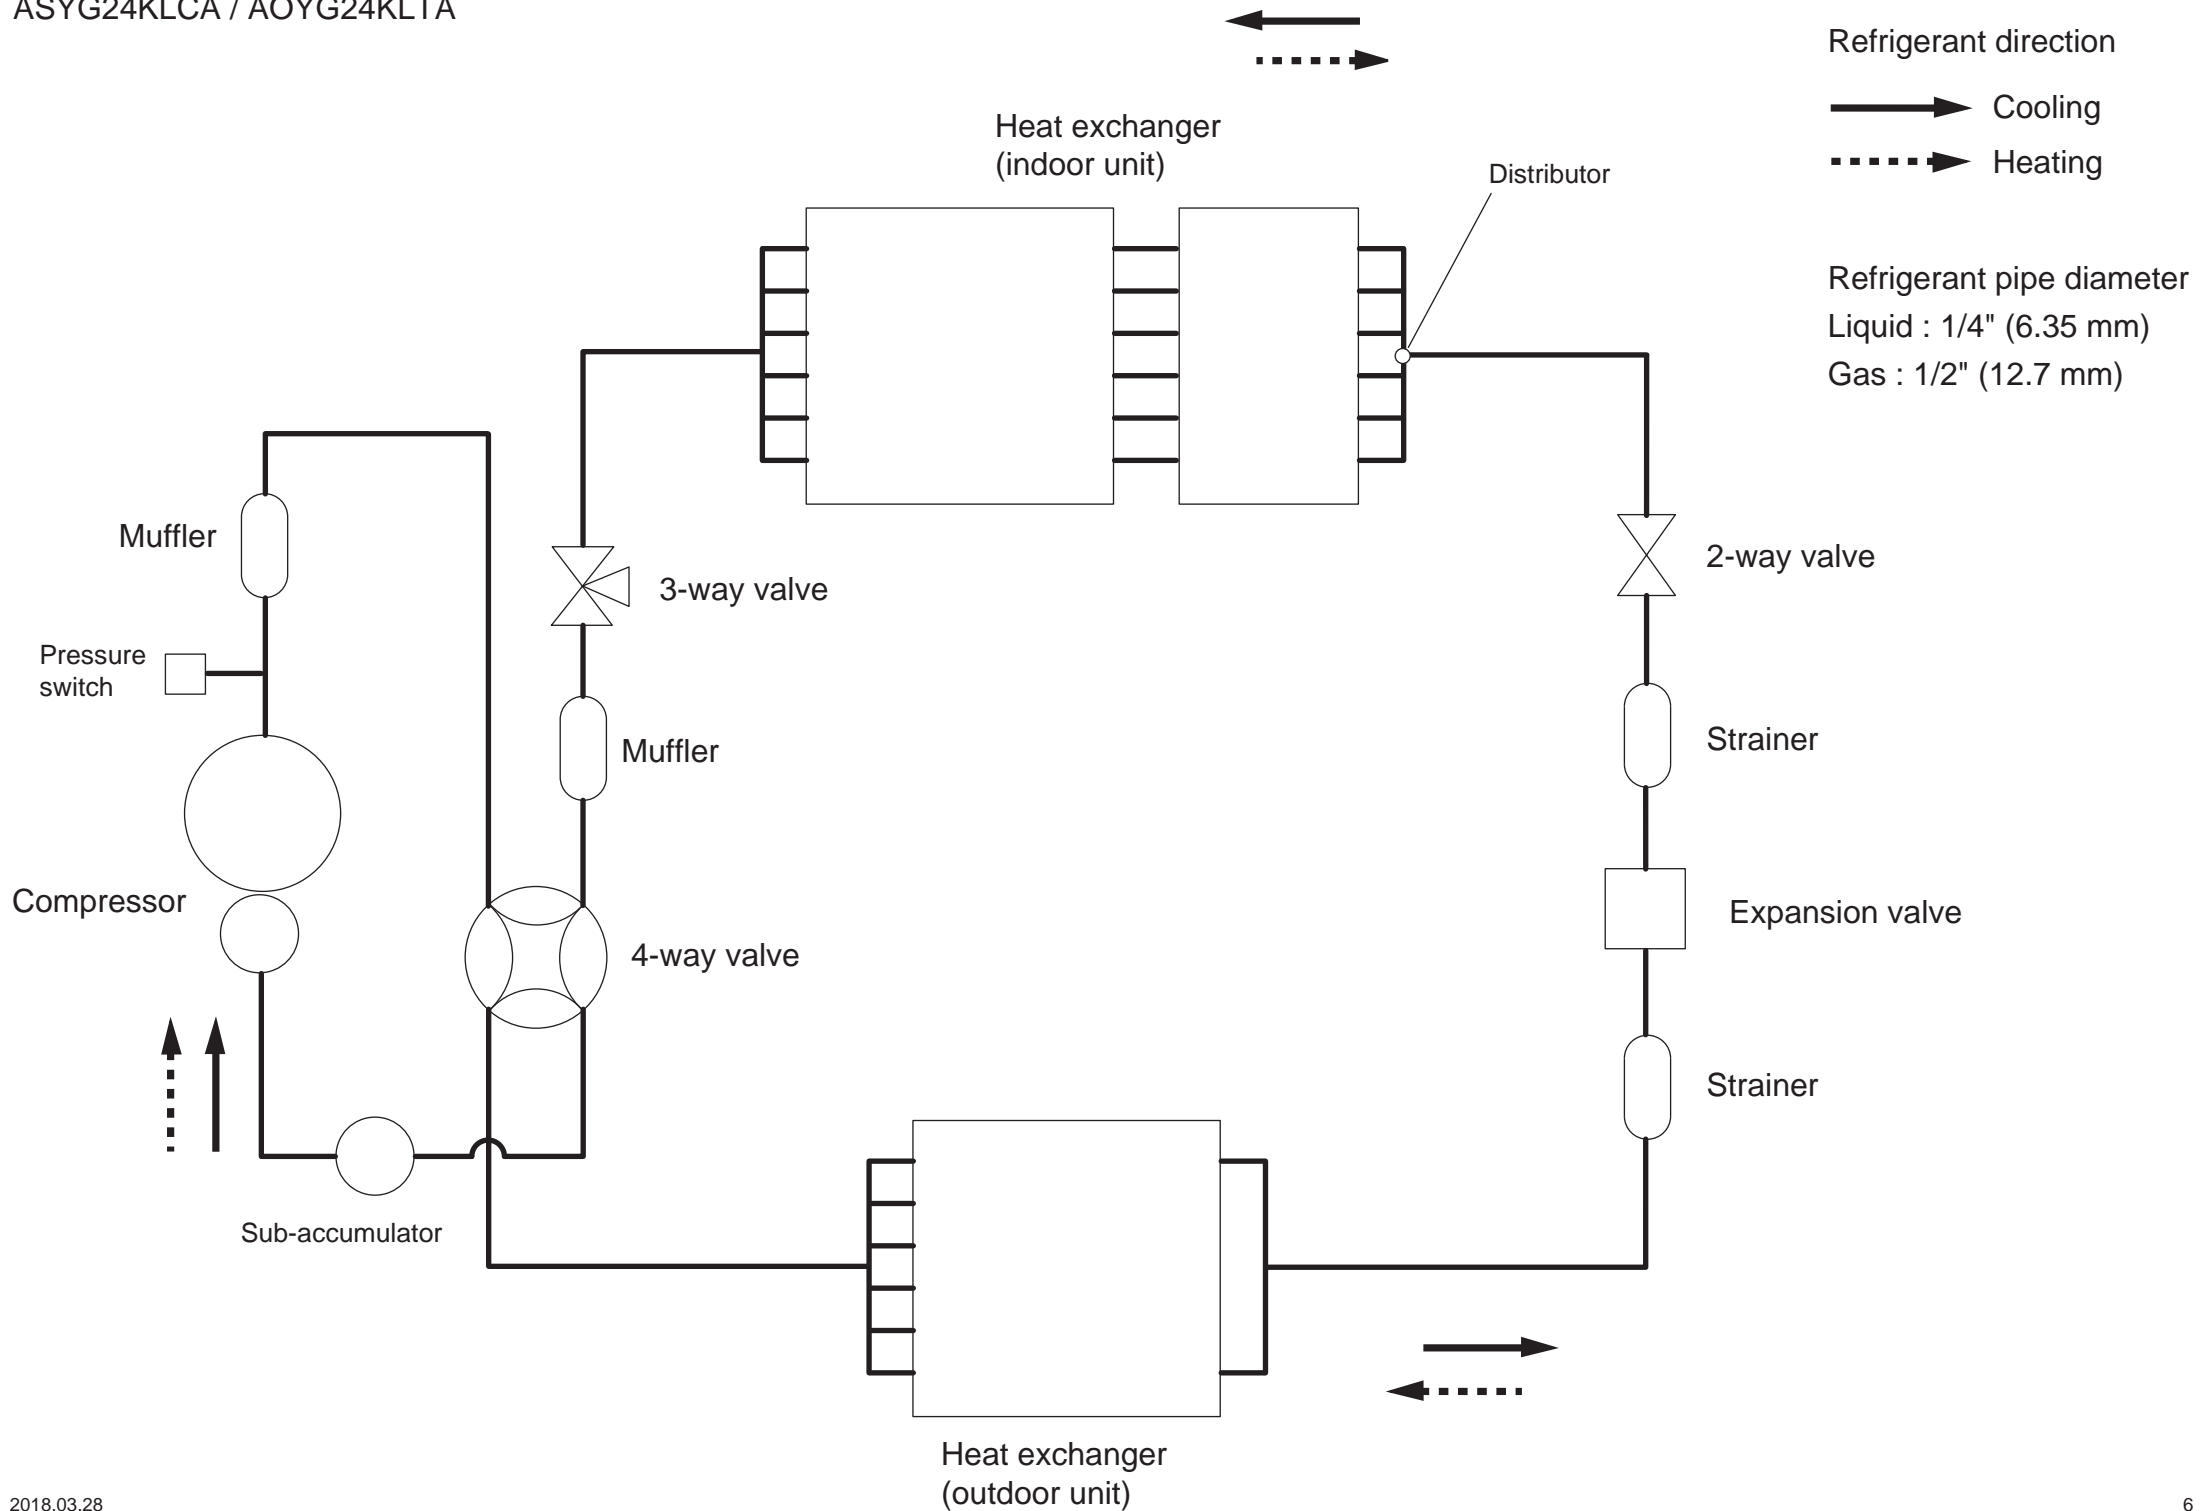 ASYG24KLCA / AOYG24KLTA
Refrigerant direction
Cooling
Heating
Heat exchanger
(indoor unit)
Distributor
Refrigerant pipe diameter
Liquid : 1/4" (6.35 mm)
Gas : 1/2" (12.7 mm)
Muffler
3-way valve
2-way valve
Pressure
switch
Muffler
Strainer
Compressor
4-way valve
Expansion valve
Strainer
Sub-accumulator
Heat exchanger
(outdoor unit)
2018.03.28
6